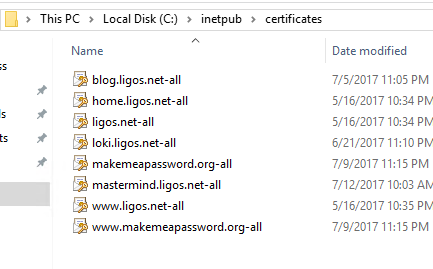 This PC > Local Disk (C:) > inetpub > certificates
Name Date modified
blog.ligos.net-all 7/5/2017 11:05 PM
home.ligos.net-all 5/16/2017 10:34 PM
ligos.net-all 5/16/2017 10:34 PM
loki.ligos.net-all 6/21/2017 11:10 PM
makemeapassword.org-all 7/9/2017 11:15 PM
mastermind.ligos.net-all 7/12/2017 10:03 AM
www.ligos.net-all 5/16/2017 10:35 PM
www.makemeapassword.org-all 7/9/2017 11:15 PM